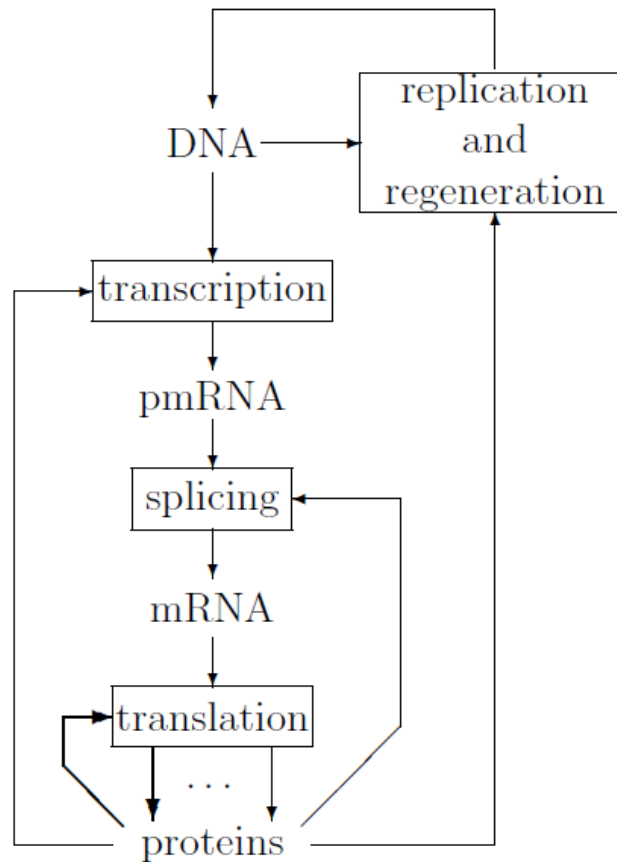 replication
and
regeneration
DNA
transcription
pmRNA
splicing
mRNA
translation
...
proteins